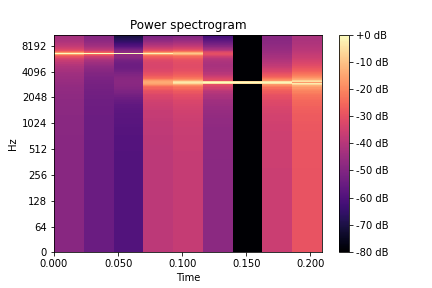 Power spectrogram
8192
4096
2048
1024
512
256
128
64
0
Hz
0.000 0.050 0.100 0.150 0.200
Time
+0 dB
-10 dB
-20 dB
-30 dB
-40 dB
-50 dB
-60 dB
-70 dB
-80 dB